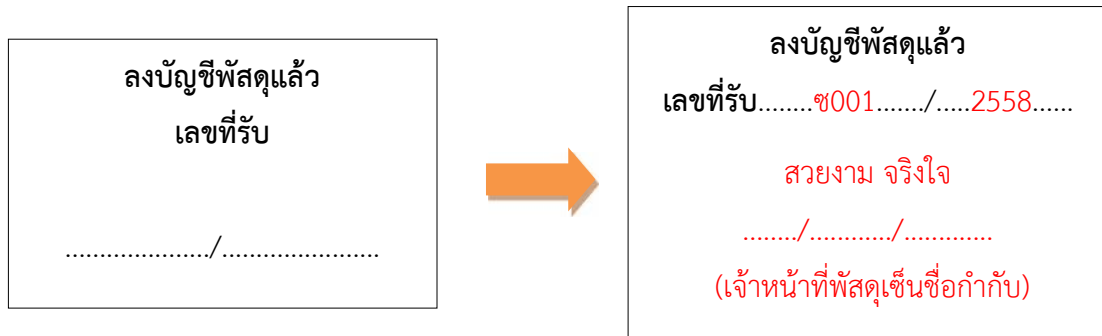 ลงบัญชีพัสดุแล้ว
เลขที่รับ
...................../.......................
ลงบัญชีพัสดุแล้ว
เลขที่รับ........ซ001......./.....2558......
สวยงาม จริงใจ
......../............/.............
(เจ้าหน้าที่พัสดุเซ็นชื่อกำกับ)